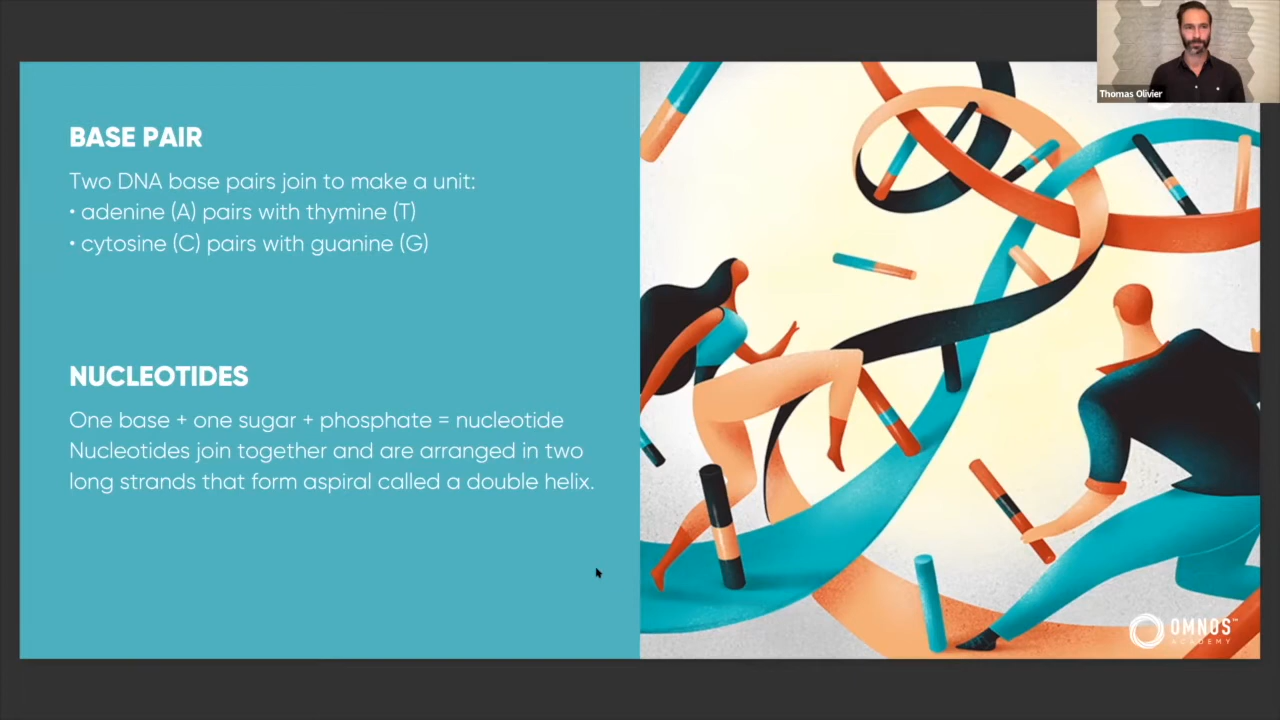 Thomas Olivier
BASE PAIR
Two DNA base pairs join to make a unit:
• adenine (A) pairs with thymine (T)
• cytosine (C) pairs with guanine (G)
NUCLEOTIDES
One base + one sugar + phosphate = nucleotide
Nucleotides join together and are arranged in two
long strands that form aspiral called a double helix.
OMNOS™
ACADEMY